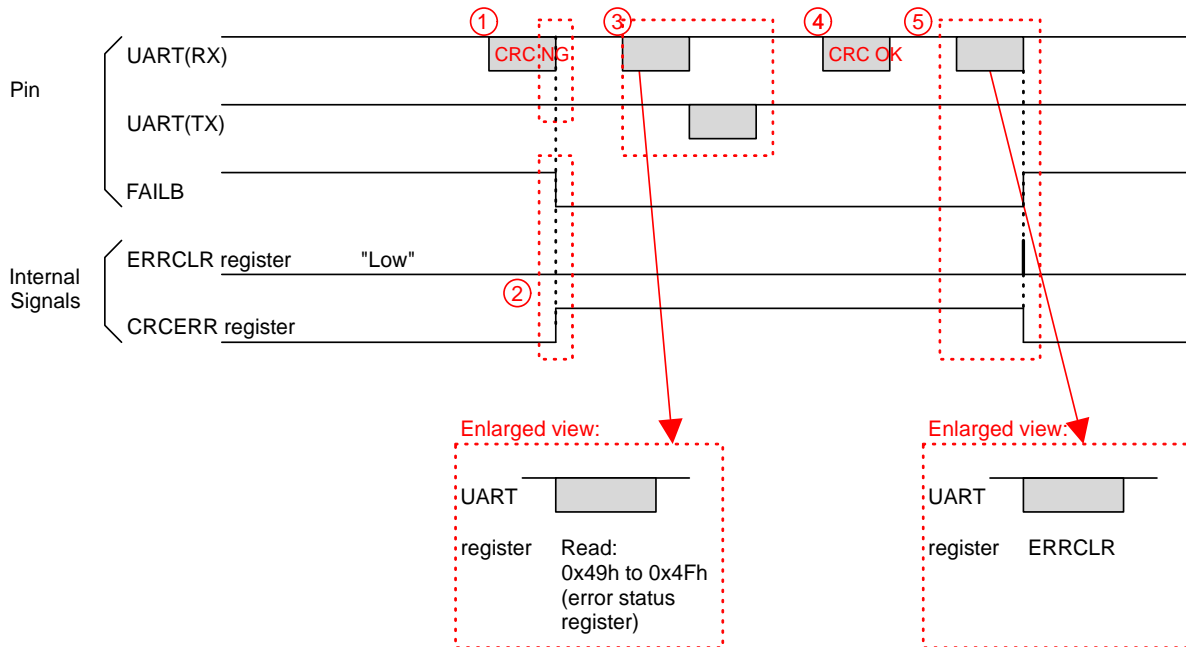 ① ③ ④ ⑤
UART(RX) CRC NG CRC OK
Pin
UART(TX)
FAILB
ERRCLR register "Low"
Internal
Signals
②
CRCERR register
Enlarged view: Enlarged view:
UART UART
register Read: register ERRCLR
0x49h to 0x4Fh
(error status
register)